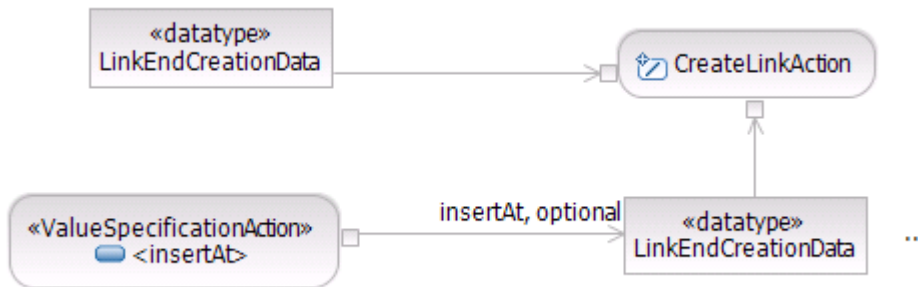 «datatype»
LinkEndCreationData
CreateLinkAction
«ValueSpecificationAction»
<insertAt>
insertAt, optional
«datatype»
LinkEndCreationData
..